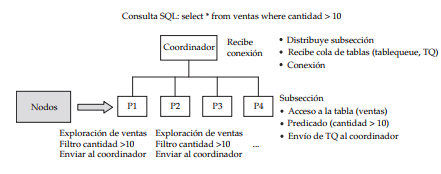 Consulta SQL: select * from ventas where cantidad > 10
Coordinador
Recibe
conexión
• Distribuye subsección
• Recibe cola de tablas (tablequeue, TQ)
• Conexión
Nodos
P1
P2
P3
P4
Subsección
• Acceso a la tabla (ventas)
• Predicado (cantidad > 10)
• Envío de TQ al coordinador
Exploración de ventas
Filtro cantidad >10
Enviar al coordinador
Exploración de ventas
Filtro cantidad >10
Enviar al coordinador
...